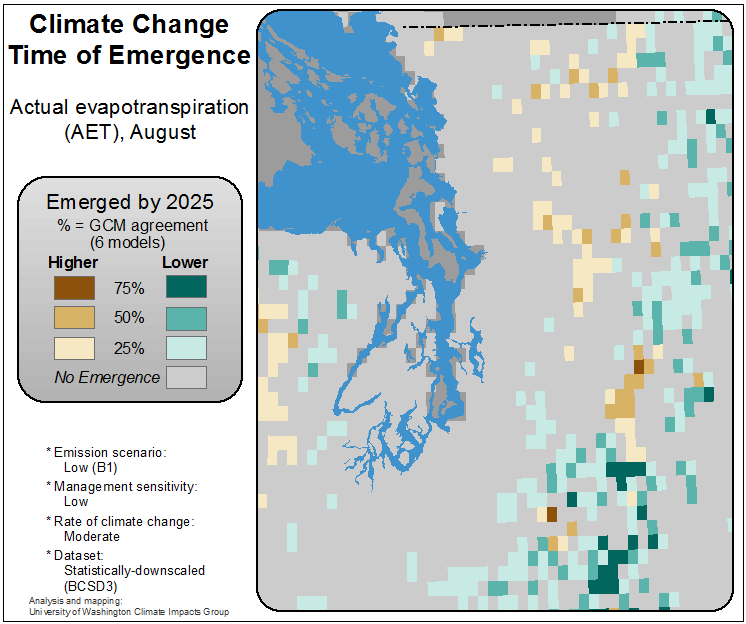 Climate Change
Time of Emergence
Actual evapotranspiration
(AET), August
Emerged by 2025
% = GCM agreement
(6 models)
Higher Lower
75%
50%
25%
No Emergence
* Emission scenario:
Low (B1)
* Management sensitivity:
Low
* Rate of climate change:
Moderate
* Dataset:
Statistically-downscaled
(BCSD3)
Analysis and mapping:
University of Washington Climate Impacts Group